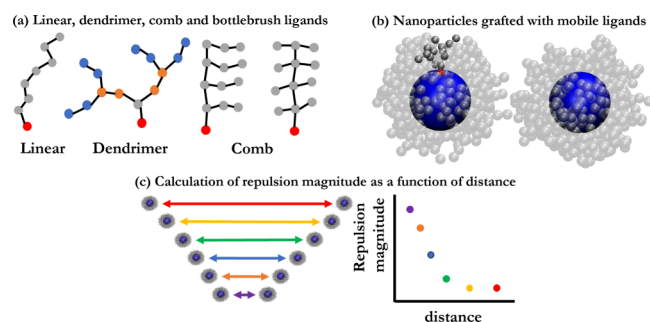 (a) Linear, dendrimer, comb and bottlebrush ligands
(b) Nanoparticles grafted with mobile ligands
Linear
Dendrimer
Comb
(c) Calculation of repulsion magnitude as a function of distance
Repulsion
magnitude
distance